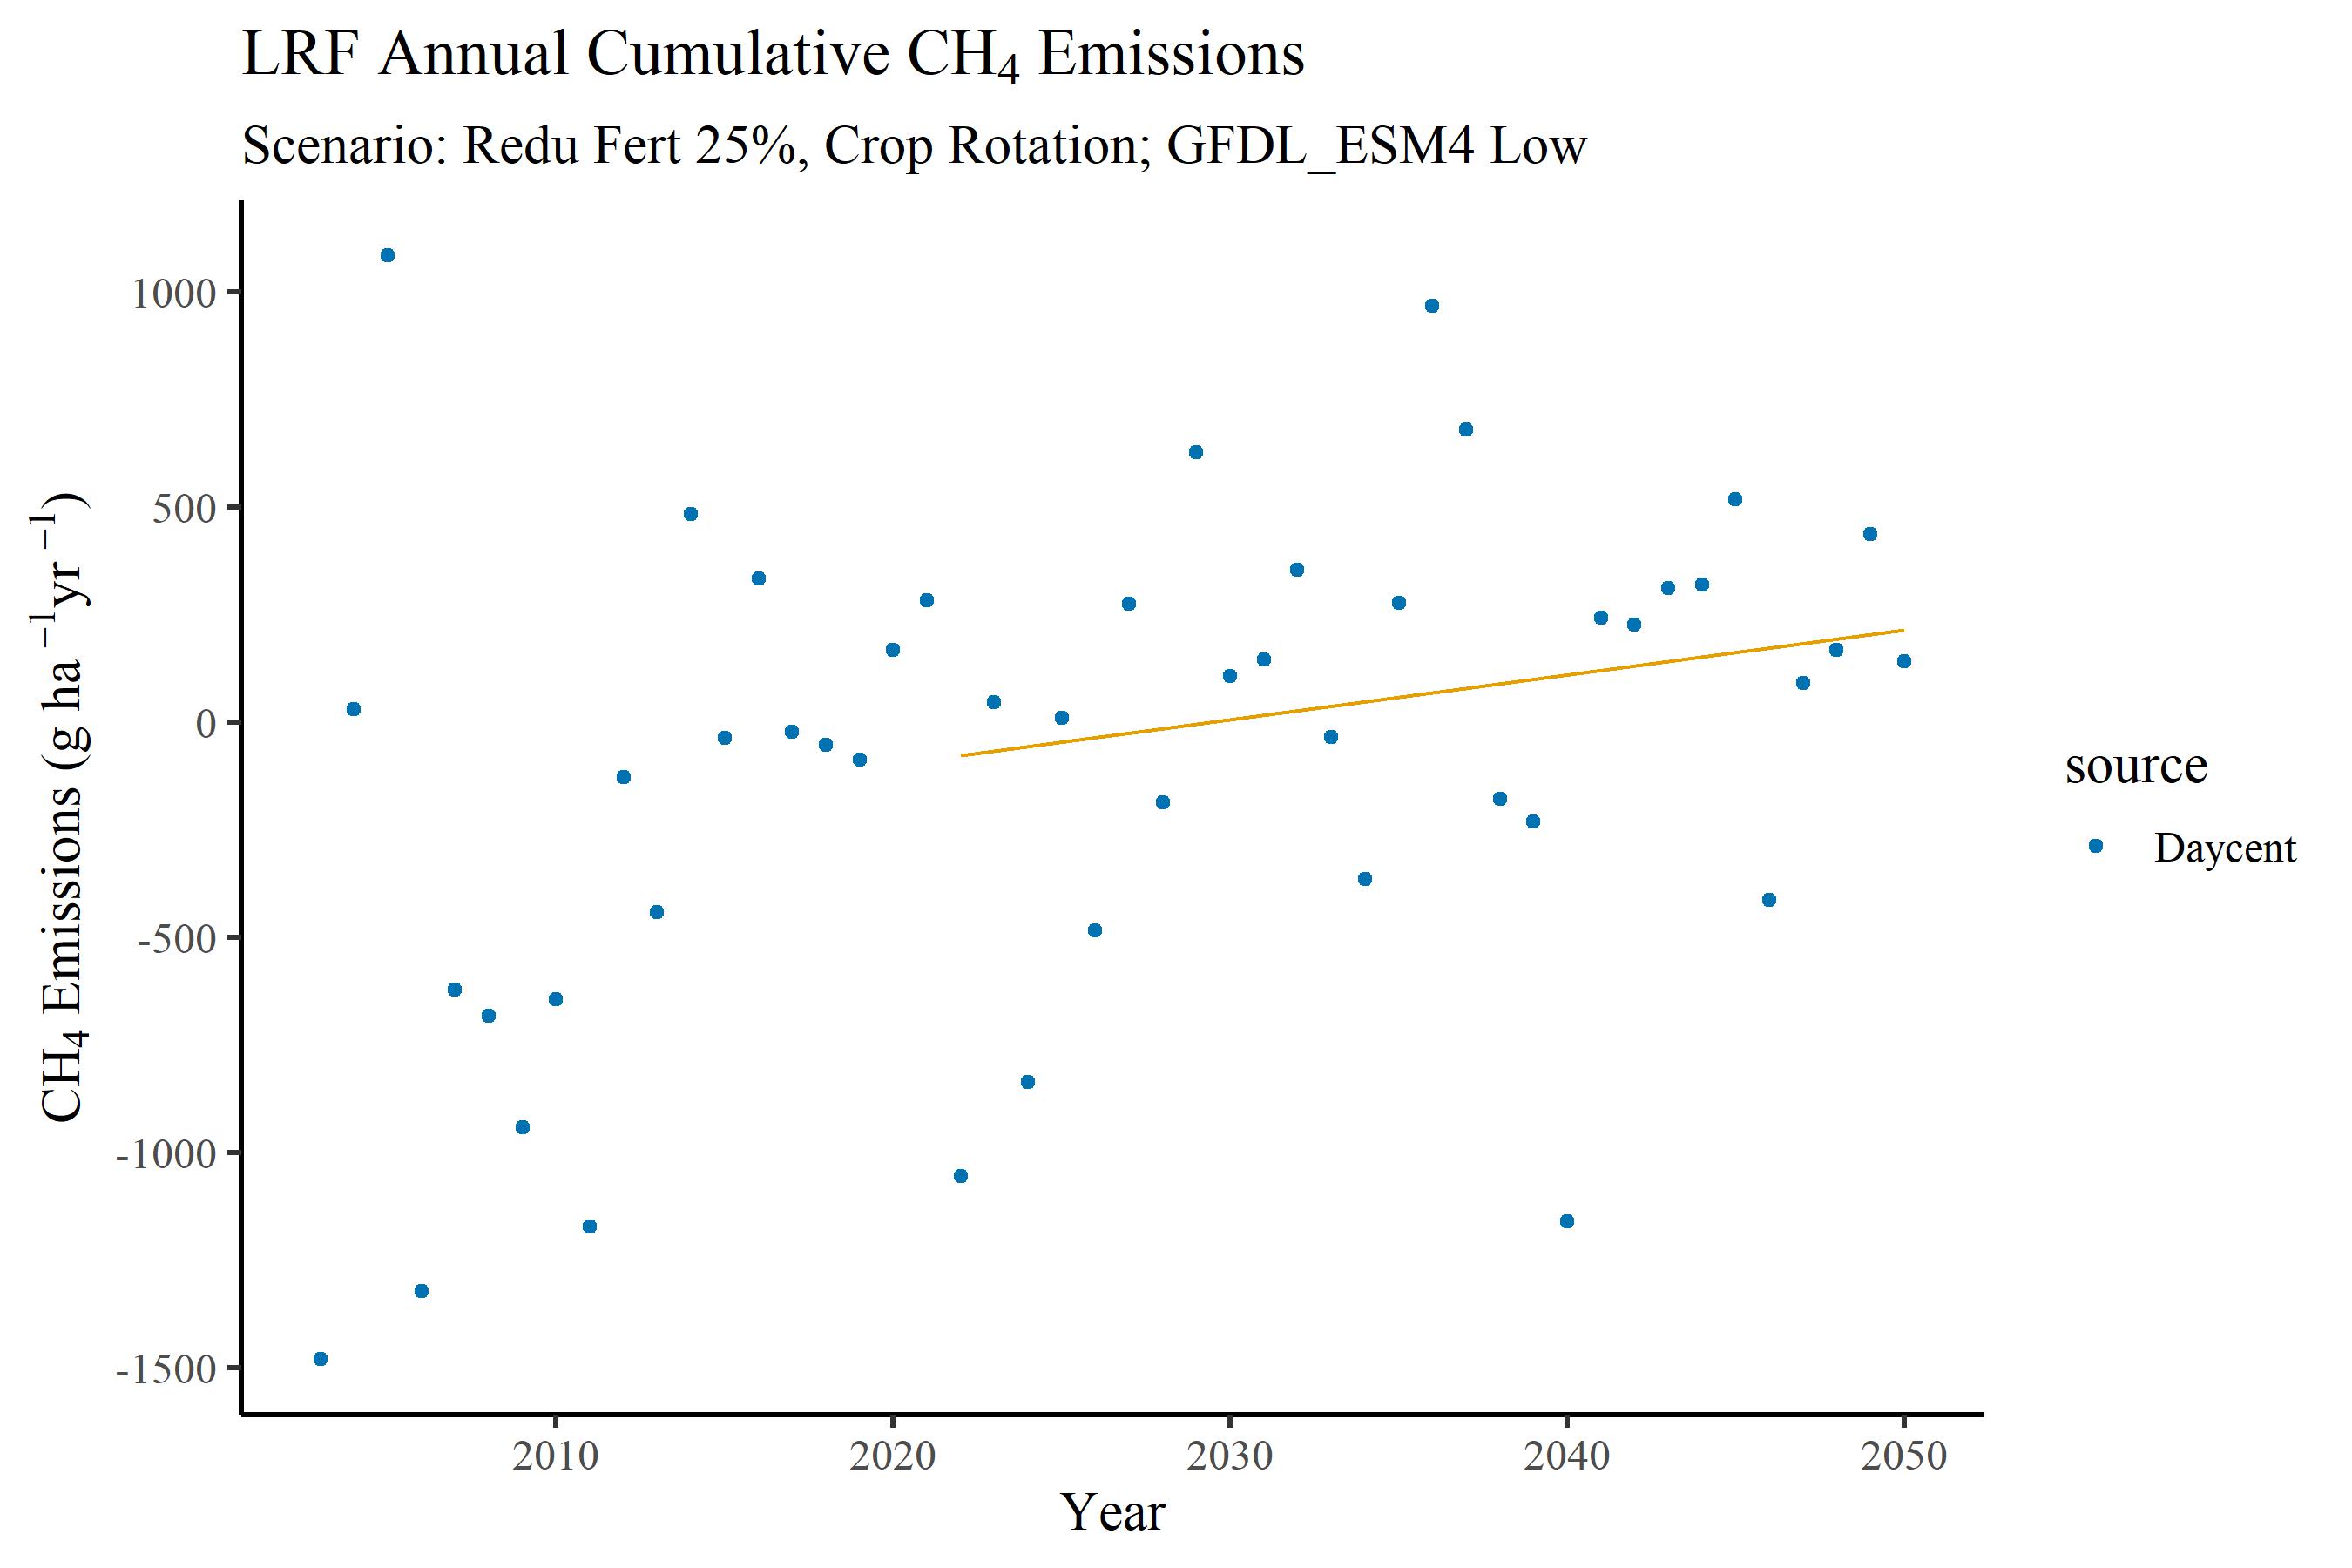 LRF Annual Cumulative CH₄ Emissions
Scenario: Redu Fert 25%, Crop Rotation; GFDL_ESM4 Low
CH₄ Emissions (g ha ⁻¹yr ⁻¹)
1000
500
0
-500
-1000
-1500
2010 2020 2030 2040 2050
Year
source
Daycent